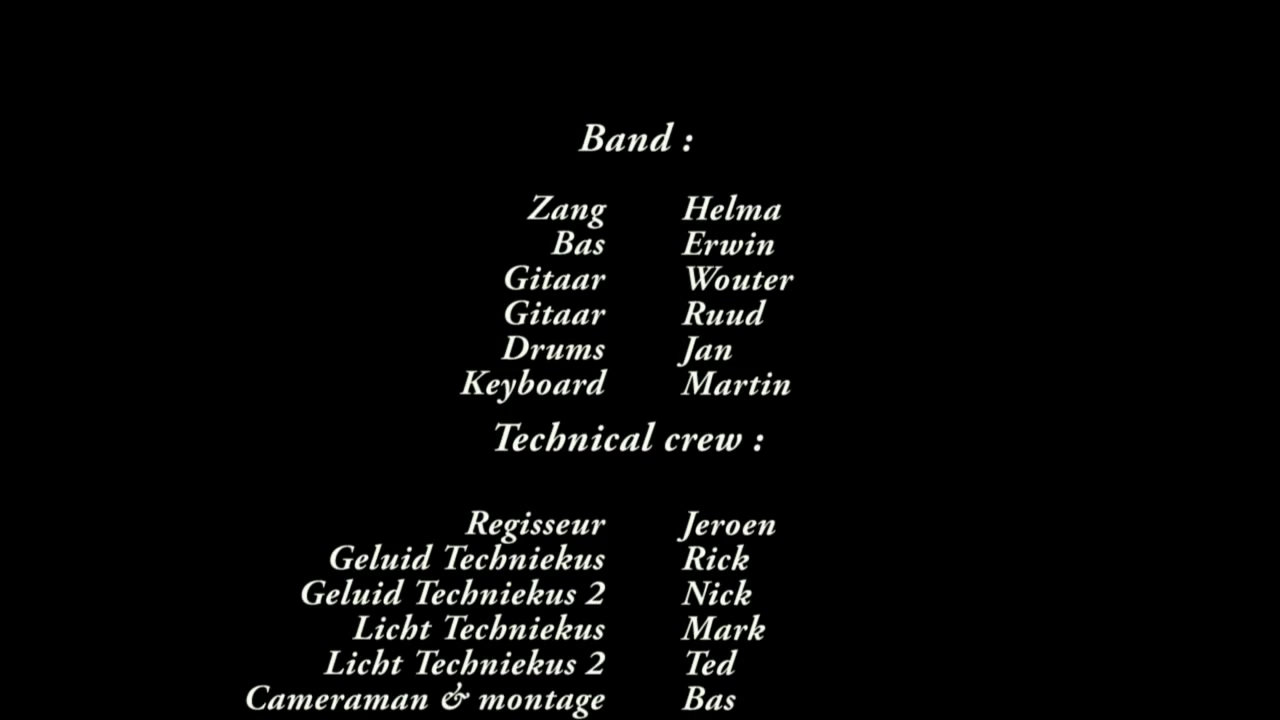 Band :
Zang Helma
Bas Erwin
Gitaar Wouter
Gitaar Ruud
Drums Jan
Keyboard Martin
Technical crew :
Regisseur Jeroen
Geluid Techniekus Rick
Geluid Techniekus 2 Nick
Licht Techniekus Mark
Licht Techniekus 2 Ted
Cameraman & montage Bas